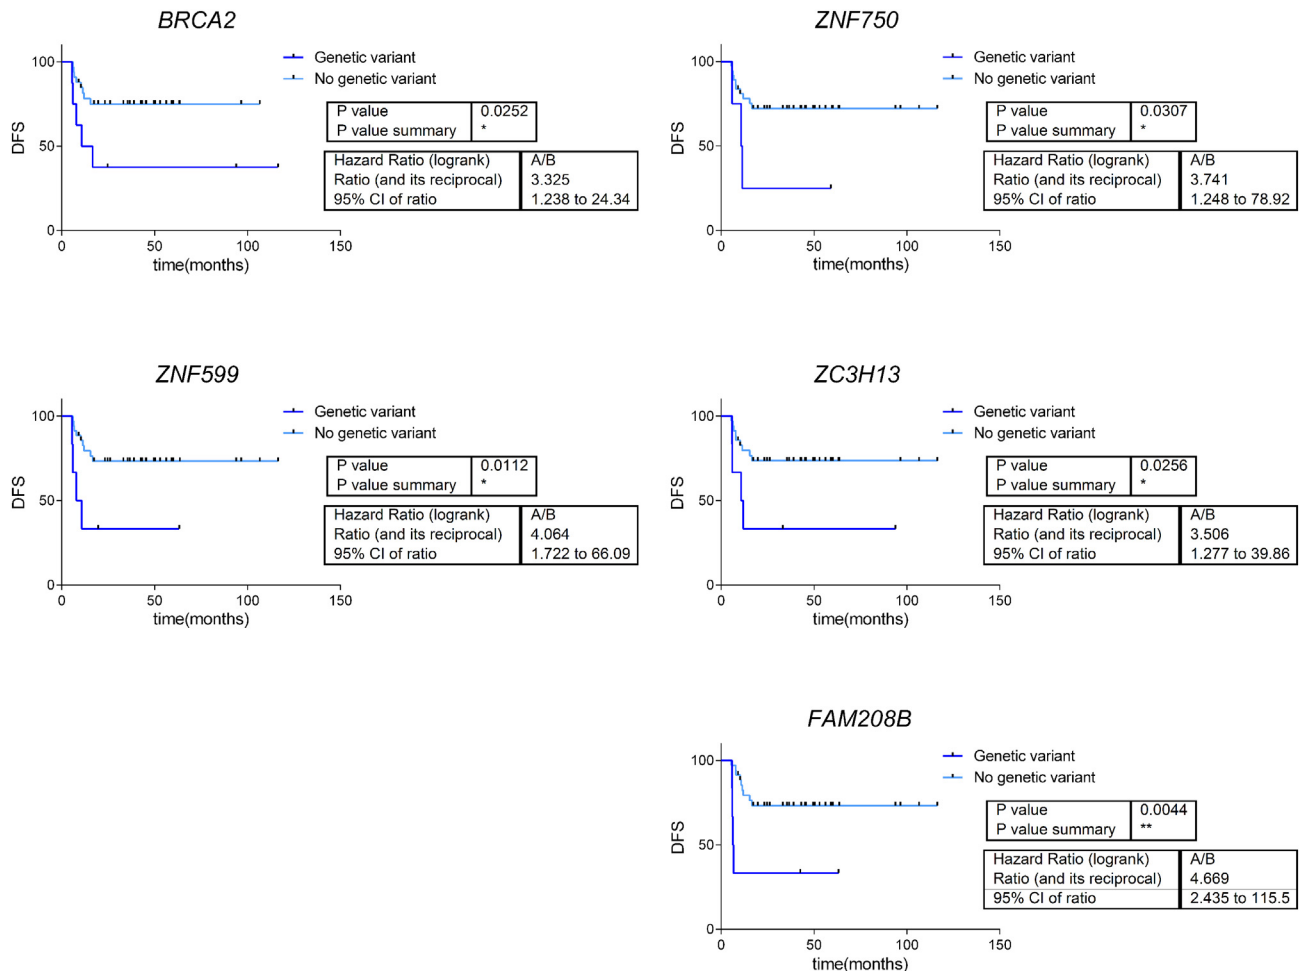 BRCA2
100
50
0
DFS
0 50 100 150
time(months)
Genetic variant
No genetic variant
P value 0.0252
P value summary *
Hazard Ratio (logrank) A/B
Ratio (and its reciprocal) 3.325
95% CI of ratio 1.238 to 24.34
ZNF750
100
50
0
DFS
0 50 100 150
time(months)
Genetic variant
No genetic variant
P value 0.0307
P value summary *
Hazard Ratio (logrank) A/B
Ratio (and its reciprocal) 3.741
95% CI of ratio 1.248 to 78.92
ZNF599
100
50
0
DFS
0 50 100 150
time(months)
Genetic variant
No genetic variant
P value 0.0112
P value summary *
Hazard Ratio (logrank) A/B
Ratio (and its reciprocal) 4.064
95% CI of ratio 1.722 to 66.09
ZC3H13
100
50
0
DFS
0 50 100 150
time(months)
Genetic variant
No genetic variant
P value 0.0256
P value summary *
Hazard Ratio (logrank) A/B
Ratio (and its reciprocal) 3.506
95% CI of ratio 1.277 to 39.86
FAM208B
100
50
0
DFS
0 50 100 150
time(months)
Genetic variant
No genetic variant
P value 0.0044
P value summary **
Hazard Ratio (logrank) A/B
Ratio (and its reciprocal) 4.669
95% CI of ratio 2.435 to 115.5